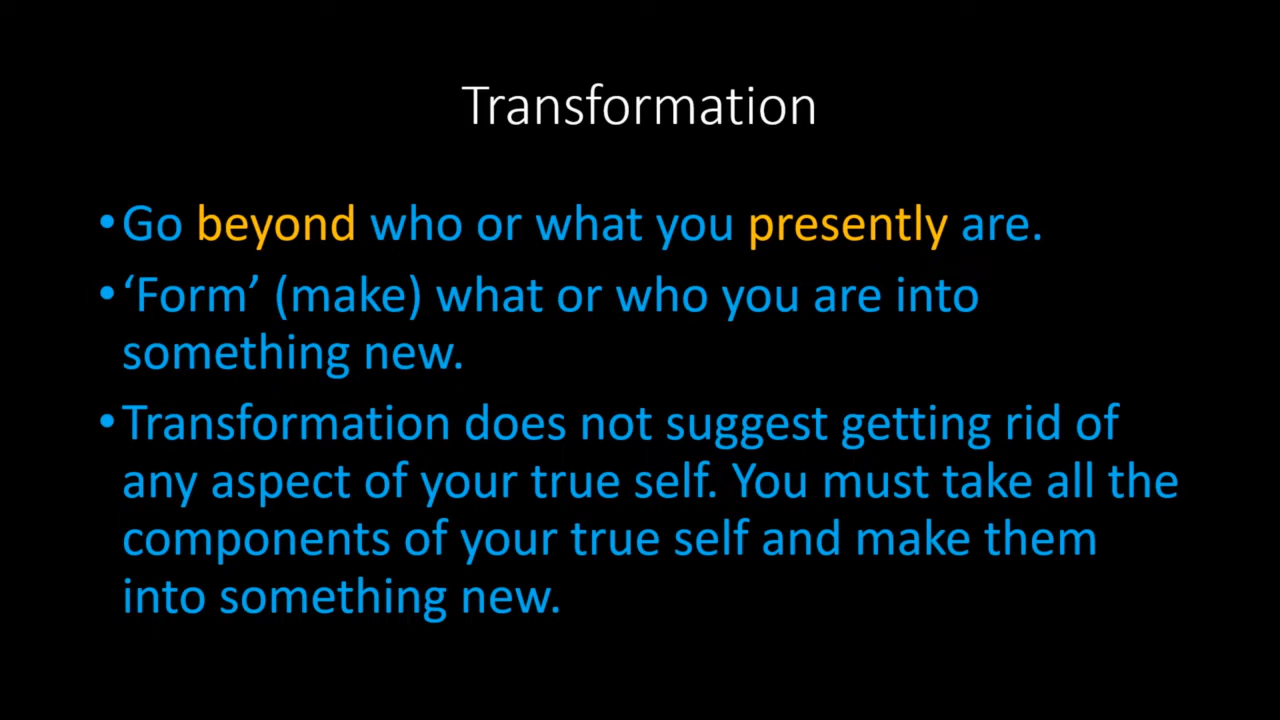 Transformation
•Go beyond who or what you presently are.
•‘Form’ (make) what or who you are into
something new.
•Transformation does not suggest getting rid of
any aspect of your true self. You must take all the
components of your true self and make them
into something new.